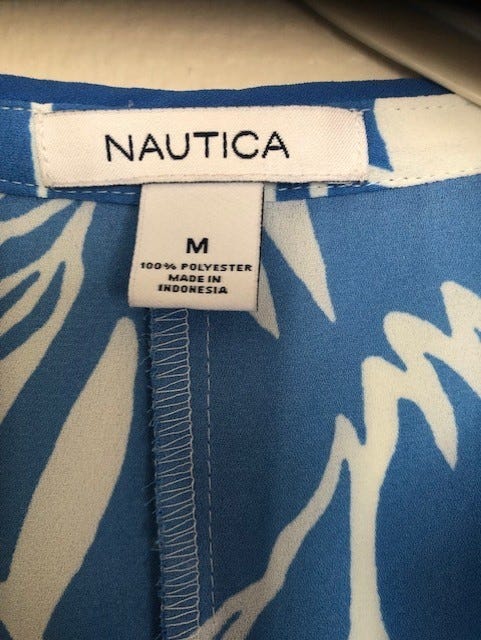 NAUTICA
M
100% POLYESTER
MADE IN
INDONESIA